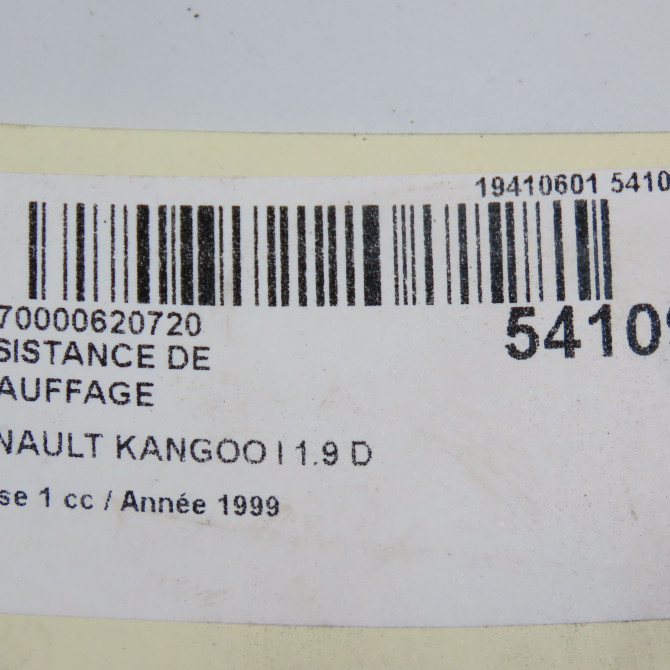 19410601 5410
70000620720
54109
SISTANCE DE
AUFFAGE
NAULT KANGOO I 1.9 D
se 1 cc / Année 1999